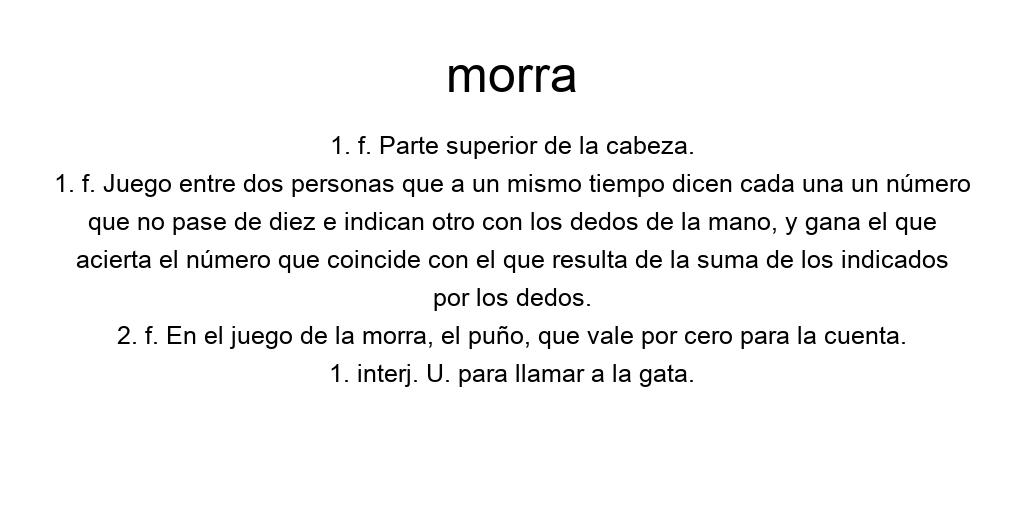 morra
1. f. Parte superior de la cabeza.
1. f. Juego entre dos personas que a un mismo tiempo dicen cada una un número
que no pase de diez e indican otro con los dedos de la mano, y gana el que
acierta el número que coincide con el que resulta de la suma de los indicados
por los dedos.
2. f. En el juego de la morra, el puño, que vale por cero para la cuenta.
1. interj. U. para llamar a la gata.